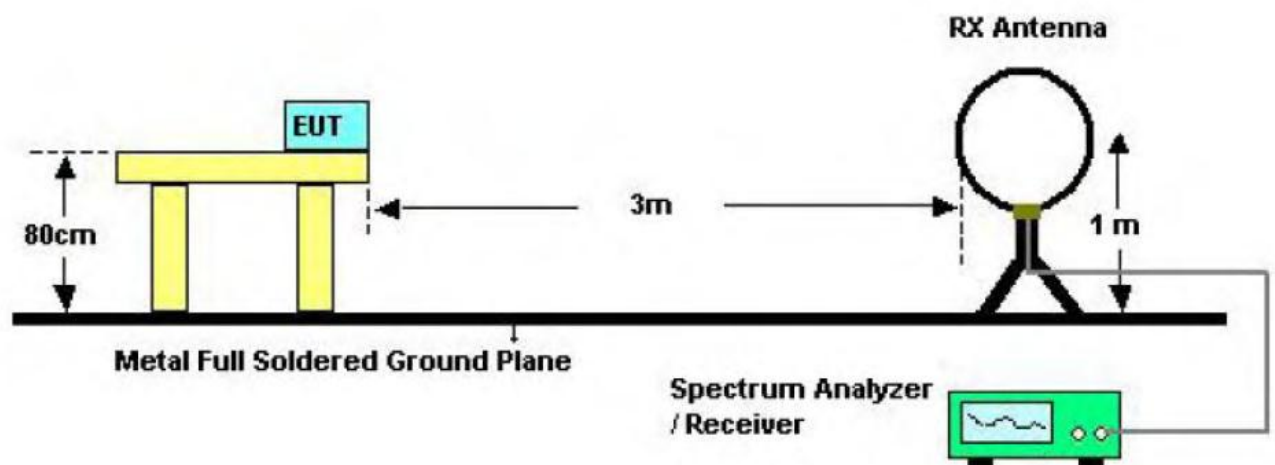 RX Antenna
EUT
80cm
3m
1 m
Metal Full Soldered Ground Plane
Spectrum Analyzer
/ Receiver